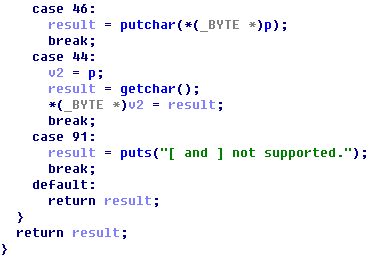 case 46:
result = putchar(*(_BYTE *)p);
break;
case 44:
v2 = p;
result = getchar();
*(_BYTE *)v2 = result;
break;
case 91:
result = puts("[ and ] not supported.");
break;
default:
return result;
}
return result;
}